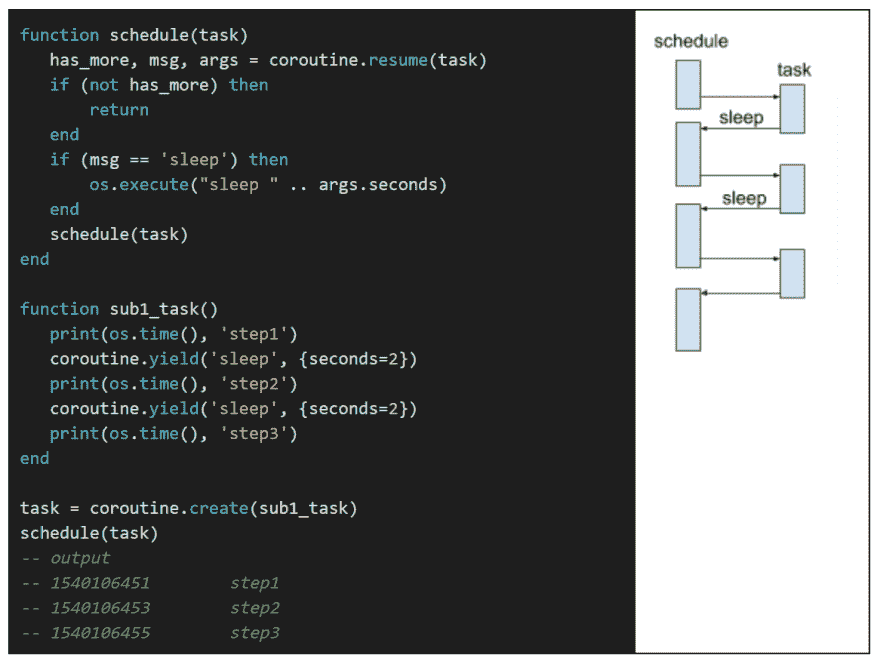 function schedule(task)
   has_more, msg, args = coroutine.resume(task)
   if (not has_more) then
       return
   end
   if (msg == 'sleep') then
       os.execute("sleep " .. args.seconds)
   end
   schedule(task)
end

function sub1_task()
   print(os.time(), 'step1')
   coroutine.yield('sleep', {seconds=2})
   print(os.time(), 'step2')
   coroutine.yield('sleep', {seconds=2})
   print(os.time(), 'step3')
end

task = coroutine.create(sub1_task)
schedule(task)
-- output
-- 1540106451        step1
-- 1540106453        step2
-- 1540106455        step3
schedule
task
sleep
sleep